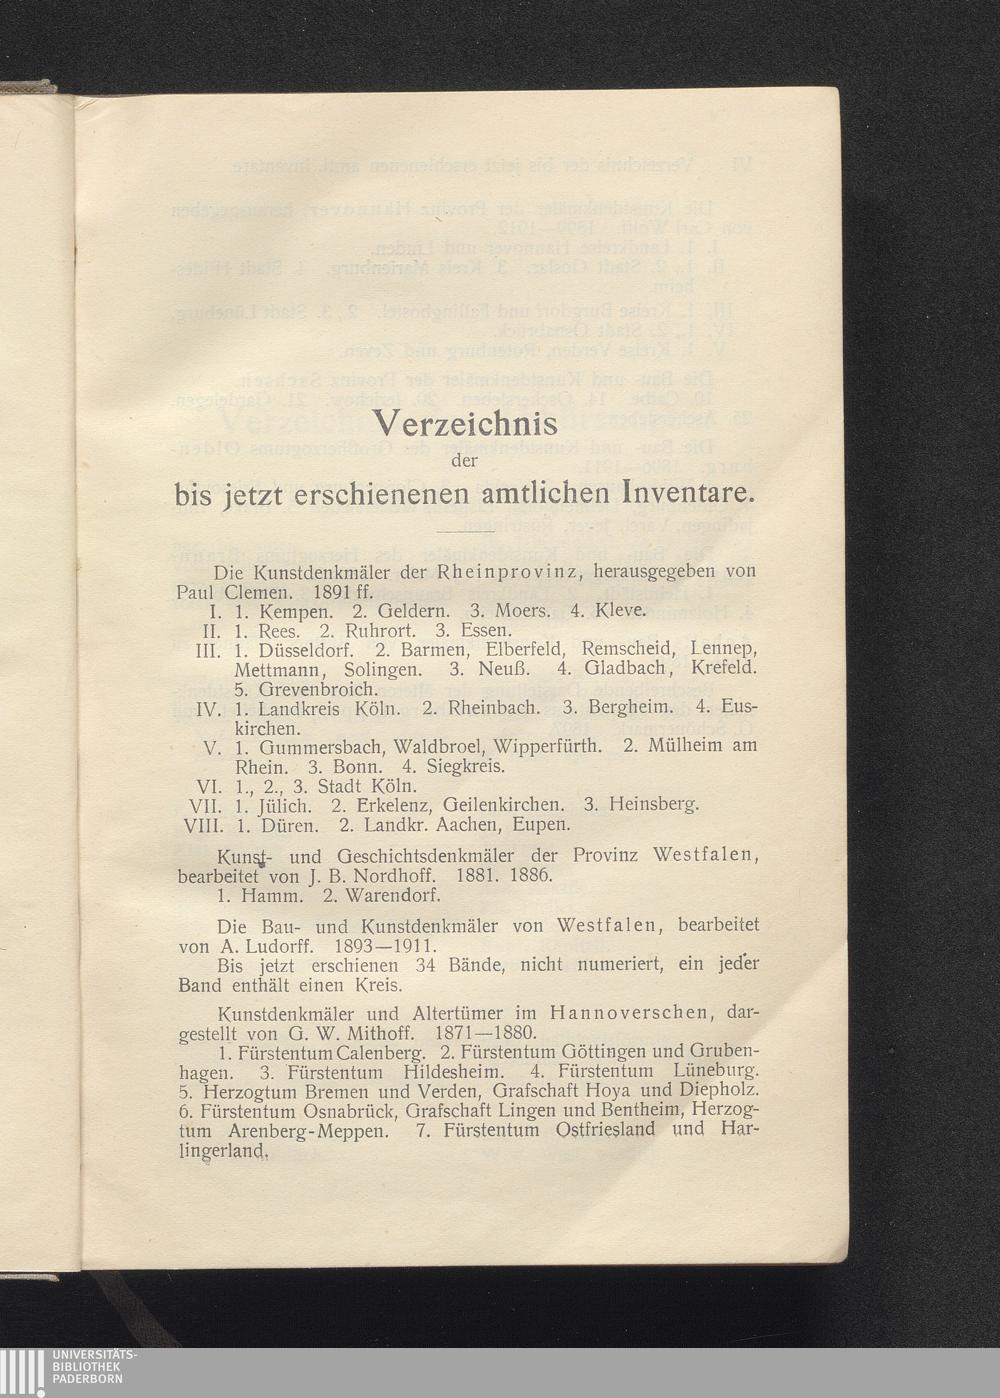 Verzeichnis
der
bis jetzt erschienenen amtlichen Inventare.
Die Kunstdenkmäler der Rheinprovinz, herausgegeben von
Paul Clemen. 1891 ff.
I. 1. Kempen. 2. Geldern. 3. Moers. 4. Kleve.
II. 1. Rees. 2. Ruhrort. 3. Essen.
III. 1. Düsseldorf. 2. Barmen, Elberfeld, Remscheid, Lennep,
Mettmann, Solingen. 3. Neuß. 4. Gladbach, Krefeld.
5. Grevenbroich.
IV. 1. Landkreis Köln. 2. Rheinbach. 3. Bergheim. 4. Eus-
kirchen.
V. 1. Gummersbach, Waldbroel, Wipperfürth. 2. Mülheim am
Rhein. 3. Bonn. 4. Siegkreis.
VI. 1., 2., 3. Stadt Köln.
VII. 1. Jülich. 2. Erkelenz, Geilenkirchen. 3. Heinsberg.
VIII. 1. Düren. 2. Landkr. Aachen, Eupen.
Kunst- und Geschichtsdenkmäler der Provinz Westfalen,
bearbeitet von J. B. Nordhoff. 1881. 1886.
1. Hamm. 2. Warendorf.
Die Bau- und Kunstdenkmäler von Westfalen, bearbeitet
von A. Ludorff. 1893—1911.
Bis jetzt erschienen 34 Bände, nicht numeriert, ein jeder
Band enthält einen Kreis.
Kunstdenkmäler und Altertümer im Hannoverschen, dar-
gestellt von G. W. Mithoff. 1871—1880.
1. Fürstentum Calenberg. 2. Fürstentum Göttingen und Gruben-
hagen. 3. Fürstentum Hildesheim. 4. Fürstentum Lüneburg.
5. Herzogtum Bremen und Verden, Grafschaft Hoya und Diepholz.
6. Fürstentum Osnabrück, Grafschaft Lingen und Bentheim, Herzog-
tum Arenberg-Meppen. 7. Fürstentum Ostfriesland und Har-
lingerland.
UNIVERSITÄTS-
BIBLIOTHEK
PADERBORN